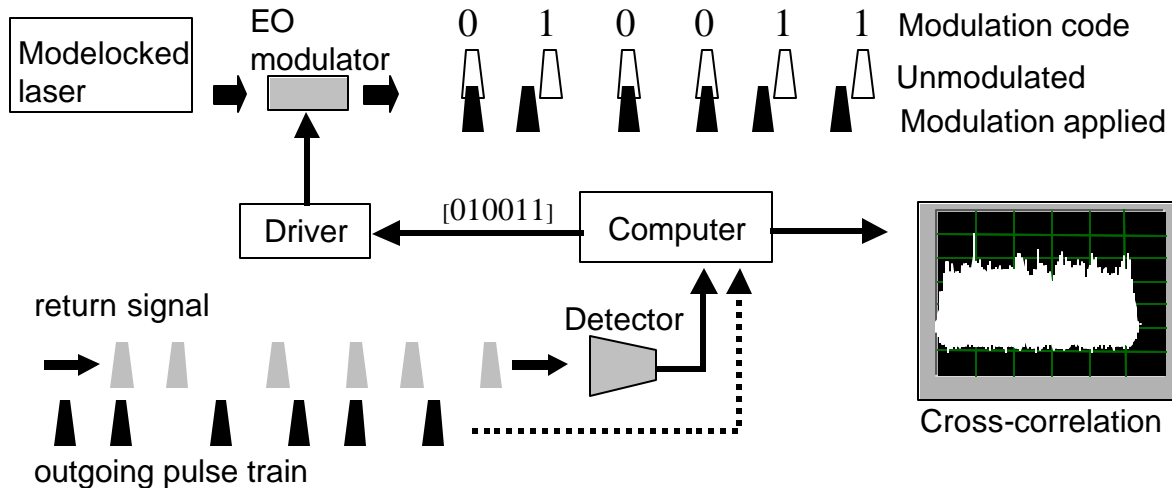 Modelocked
laser
EO
modulator
0 1 0 0 1 1
Modulation code
Unmodulated
Modulation applied
Driver
[010011]
Computer
return signal
Detector
Cross-correlation
outgoing pulse train